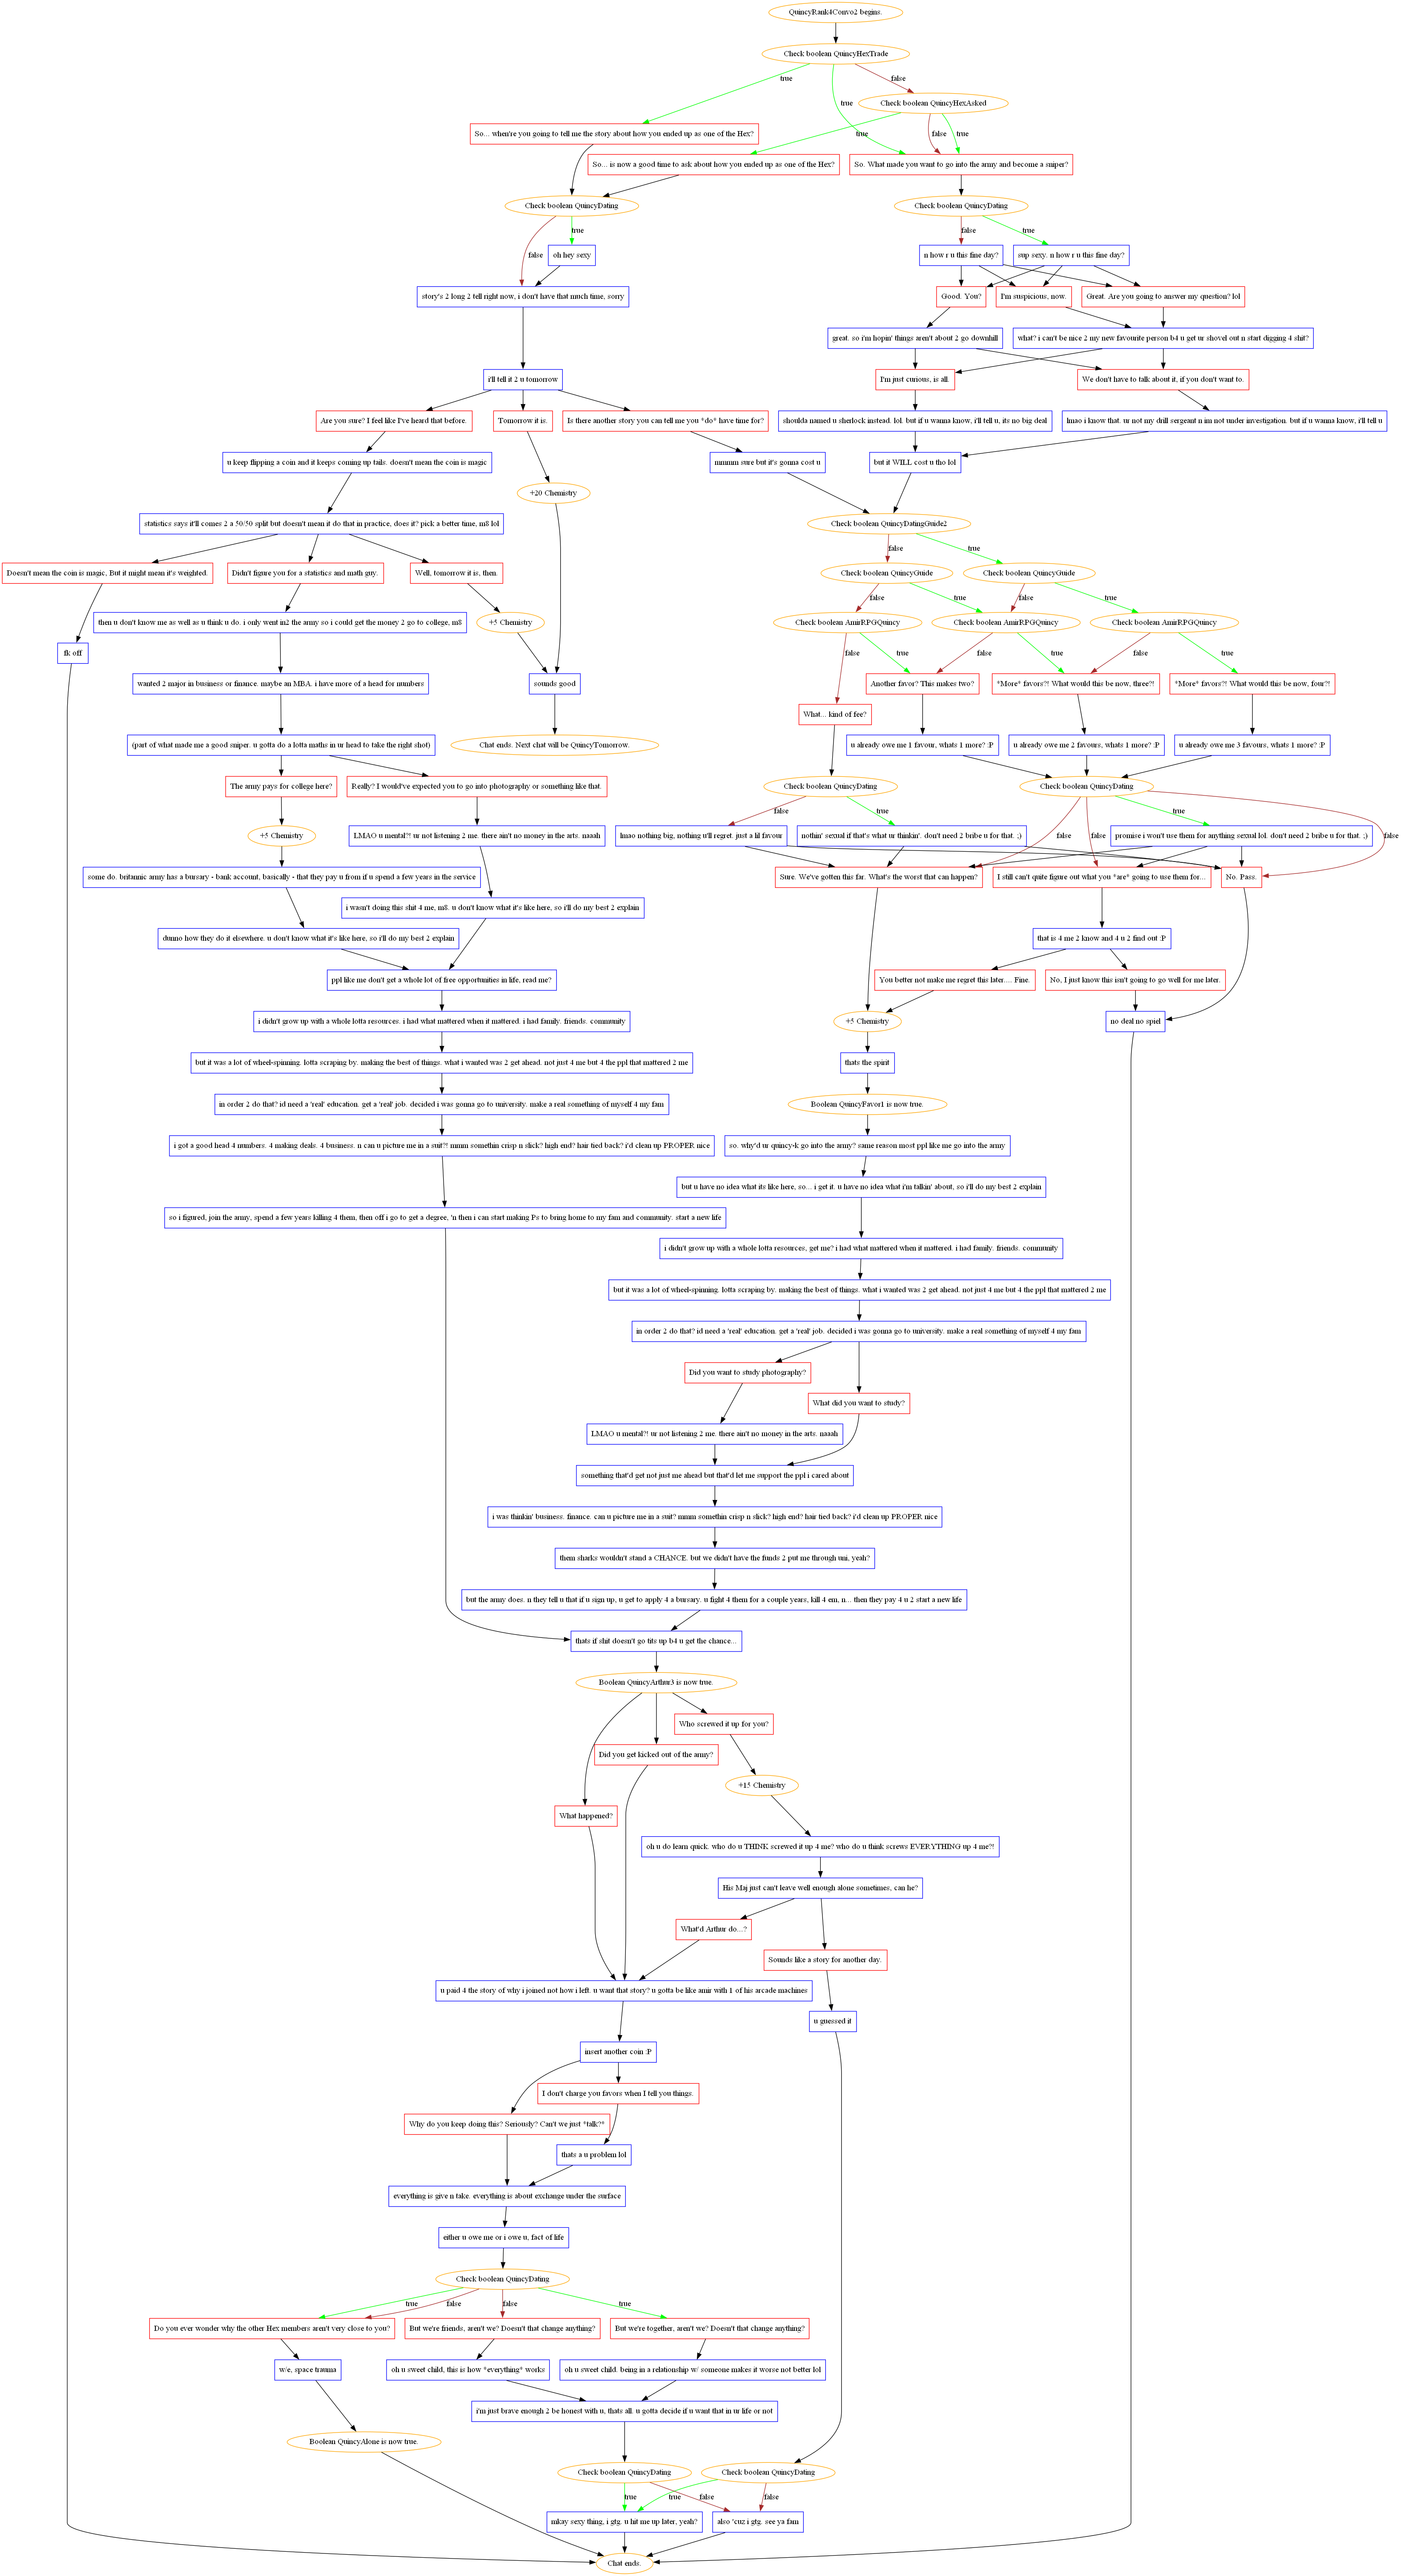 QuincyRank4Convo2 begins.
Check boolean QuincyHexTrade
true
false
true
Check boolean QuincyHexAsked
So... when're you going to tell me the story about how you ended up as one of the Hex?
true
false
true
So... is now a good time to ask about how you ended up as one of the Hex?
So. What made you want to go into the army and become a sniper?
Check boolean QuincyDating
Check boolean QuincyDating
false
true
false
true
oh hey sexy
n how r u this fine day?
sup sexy. n how r u this fine day?
story's 2 long 2 tell right now, i don't have that much time, sorry
Good. You?
I'm suspicious, now.
Great. Are you going to answer my question? lol
great. so i'm hopin' things aren't about 2 go downhill
what? i can't be nice 2 my new favourite person b4 u get ur shovel out n start digging 4 shit?
i'll tell it 2 u tomorrow
I'm just curious, is all.
We don't have to talk about it, if you don't want to.
Are you sure? I feel like I've heard that before.
Tomorrow it is.
Is there another story you can tell me you *do* have time for?
shoulda named u sherlock instead. lol. but if u wanna know, i'll tell u, its no big deal
lmao i know that. ur not my drill sergeant n im not under investigation. but if u wanna know, i'll tell u
u keep flipping a coin and it keeps coming up tails. doesn't mean the coin is magic
mmmm sure but it's gonna cost u
but it WILL cost u tho lol
+20 Chemistry
statistics says it'll comes 2 a 50/50 split but doesn't mean it do that in practice, does it? pick a better time, m8 lol
Check boolean QuincyDatingGuide2
false
true
Doesn't mean the coin is magic. But it might mean it's weighted.
Didn't figure you for a statistics and math guy.
Well, tomorrow it is, then.
Check boolean QuincyGuide
Check boolean QuincyGuide
false
true
false
true
then u don't know me as well as u think u do. i only went in2 the army so i could get the money 2 go to college, m8
+5 Chemistry
Check boolean AmirRPGQuincy
Check boolean AmirRPGQuincy
Check boolean AmirRPGQuincy
fk off
false
true
false
true
false
true
wanted 2 major in business or finance. maybe an MBA. i have more of a head for numbers
sounds good
Another favor? This makes two?
*More* favors?! What would this be now, three?!
*More* favors?! What would this be now, four?!
What... kind of fee?
(part of what made me a good sniper. u gotta do a lotta maths in ur head to take the right shot)
Chat ends. Next chat will be QuincyTomorrow.
u already owe me 1 favour, whats 1 more? :P
u already owe me 2 favours, whats 1 more? :P
u already owe me 3 favours, whats 1 more? :P
The army pays for college here?
Really? I would've expected you to go into photography or something like that.
Check boolean QuincyDating
Check boolean QuincyDating
false
true
true
false
false
false
+5 Chemistry
LMAO u mental?! ur not listening 2 me. there ain't no money in the arts. naaah
lmao nothing big, nothing u'll regret. just a lil favour
nothin' sexual if that's what ur thinkin'. don't need 2 bribe u for that. ;)
promise i won't use them for anything sexual lol. don't need 2 bribe u for that. ;)
some do. britannic army has a bursary - bank account, basically - that they pay u from if u spend a few years in the service
Sure. We've gotten this far. What's the worst that can happen?
I still can't quite figure out what you *are* going to use them for...
No. Pass.
i wasn't doing this shit 4 me, m8. u don't know what it's like here, so i'll do my best 2 explain
dunno how they do it elsewhere. u don't know what it's like here, so i'll do my best 2 explain
that is 4 me 2 know and 4 u 2 find out :P
ppl like me don't get a whole lot of free opportunities in life, read me?
You better not make me regret this later.... Fine.
No, I just know this isn't going to go well for me later.
i didn't grow up with a whole lotta resources. i had what mattered when it mattered. i had family. friends. community
+5 Chemistry
no deal no spiel
but it was a lot of wheel-spinning. lotta scraping by. making the best of things. what i wanted was 2 get ahead. not just 4 me but 4 the ppl that mattered 2 me
thats the spirit
in order 2 do that? id need a 'real' education. get a 'real' job. decided i was gonna go to university. make a real something of myself 4 my fam
Boolean QuincyFavor1 is now true.
i got a good head 4 numbers. 4 making deals. 4 business. n can u picture me in a suit?! mmm somethin crisp n slick? high end? hair tied back? i'd clean up PROPER nice
so. why'd ur quincy-k go into the army? same reason most ppl like me go into the army
but u have no idea what its like here, so... i get it. u have no idea what i'm talkin' about, so i'll do my best 2 explain
so i figured, join the army, spend a few years killing 4 them, then off i go to get a degree, 'n then i can start making Ps to bring home to my fam and community. start a new life
i didn't grow up with a whole lotta resources, get me? i had what mattered when it mattered. i had family. friends. community
but it was a lot of wheel-spinning. lotta scraping by. making the best of things. what i wanted was 2 get ahead. not just 4 me but 4 the ppl that mattered 2 me
in order 2 do that? id need a 'real' education. get a 'real' job. decided i was gonna go to university. make a real something of myself 4 my fam
Did you want to study photography?
What did you want to study?
LMAO u mental?! ur not listening 2 me. there ain't no money in the arts. naaah
something that'd get not just me ahead but that'd let me support the ppl i cared about
i was thinkin' business. finance. can u picture me in a suit? mmm somethin crisp n slick? high end? hair tied back? i'd clean up PROPER nice
them sharks wouldn't stand a CHANCE. but we didn't have the funds 2 put me through uni, yeah?
but the army does. n they tell u that if u sign up, u get to apply 4 a bursary. u fight 4 them for a couple years, kill 4 em, n... then they pay 4 u 2 start a new life
thats if shit doesn't go tits up b4 u get the chance...
Boolean QuincyArthur3 is now true.
Who screwed it up for you?
Did you get kicked out of the army?
+15 Chemistry
What happened?
oh u do learn quick. who do u THINK screwed it up 4 me? who do u think screws EVERYTHING up 4 me?!
His Maj just can't leave well enough alone sometimes, can he?
What'd Arthur do...?
Sounds like a story for another day.
u paid 4 the story of why i joined not how i left. u want that story? u gotta be like amir with 1 of his arcade machines
u guessed it
insert another coin :P
I don't charge you favors when I tell you things.
Why do you keep doing this? Seriously? Can't we just *talk?*
thats a u problem lol
everything is give n take. everything is about exchange under the surface
either u owe me or i owe u, fact of life
Check boolean QuincyDating
true
false
false
true
Do you ever wonder why the other Hex members aren't very close to you?
But we're friends, aren't we? Doesn't that change anything?
But we're together, aren't we? Doesn't that change anything?
w/e, space trauma
oh u sweet child, this is how *everything* works
oh u sweet child. being in a relationship w/ someone makes it worse not better lol
i'm just brave enough 2 be honest with u, thats all. u gotta decide if u want that in ur life or not
Boolean QuincyAlone is now true.
Check boolean QuincyDating
Check boolean QuincyDating
true
false
true
false
mkay sexy thing, i gtg. u hit me up later, yeah?
also 'cuz i gtg. see ya fam
Chat ends.